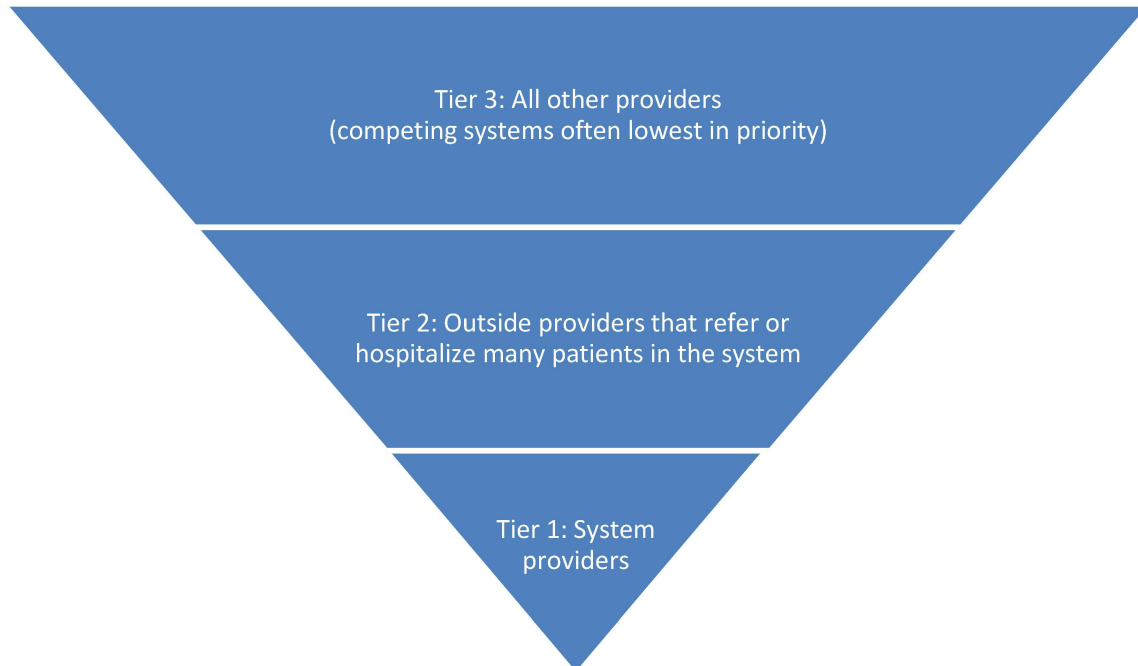 Tier 3: All other providers
(competing systems often lowest in priority)
Tier 2: Outside providers that refer or
hospitalize many patients in the system
Tier 1: System
providers